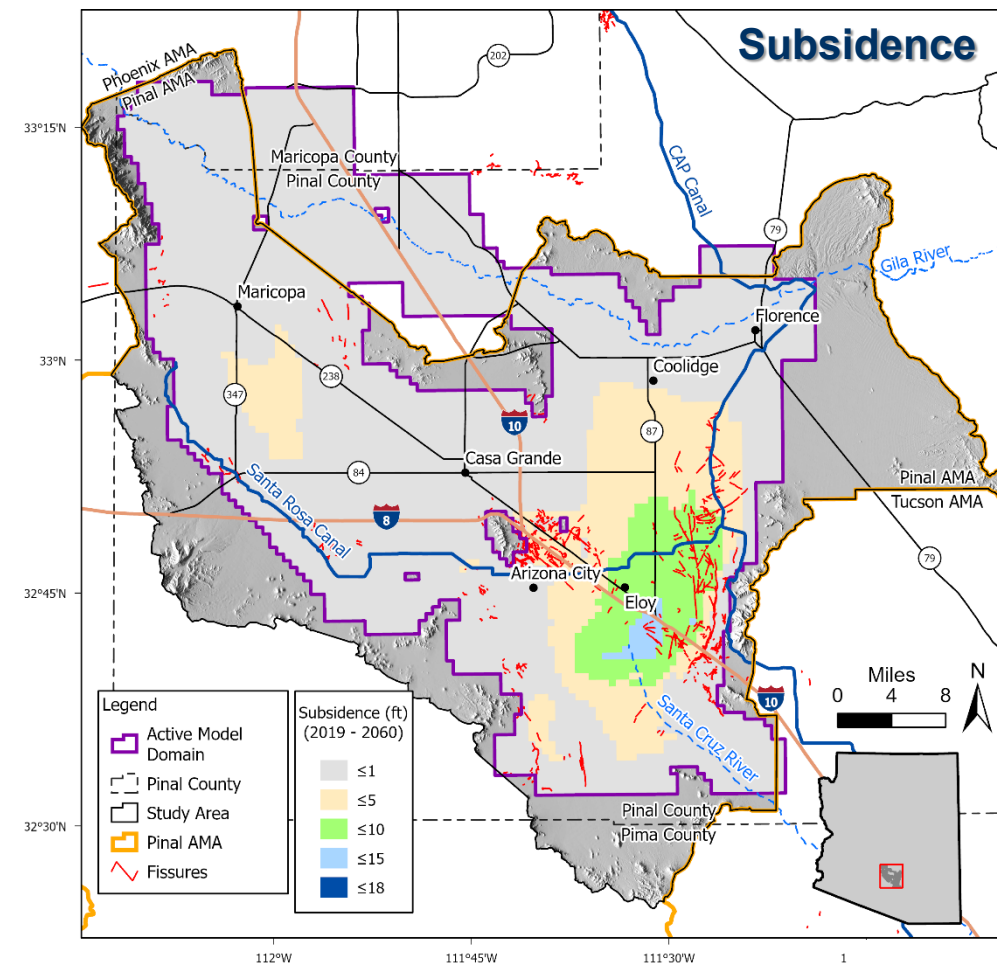 Subsidence
Phoenix AMA
Pinal AMA
202
33°15'N
Maricopa County
Pinal County
CAP Canal
79
Gila River
Maricopa
Florence
33°N
Coolidge
238
347
10
87
Casa Grande
84
Pinal AMA
Tucson AMA
Santa Rosa Canal
8
79
Arizona City
32°45'N
Eloy
Miles
N
0 4 8
10
Santa Cruz River
Legend
Active Model
Domain
Pinal County
Study Area
Pinal AMA
Fissures
Subsidence (ft)
(2019 - 2060)
≤1
≤5
≤10
≤15
≤18
32°30'N
Pinal County
Pima County
112°W
111°45'W
111°30'W
1